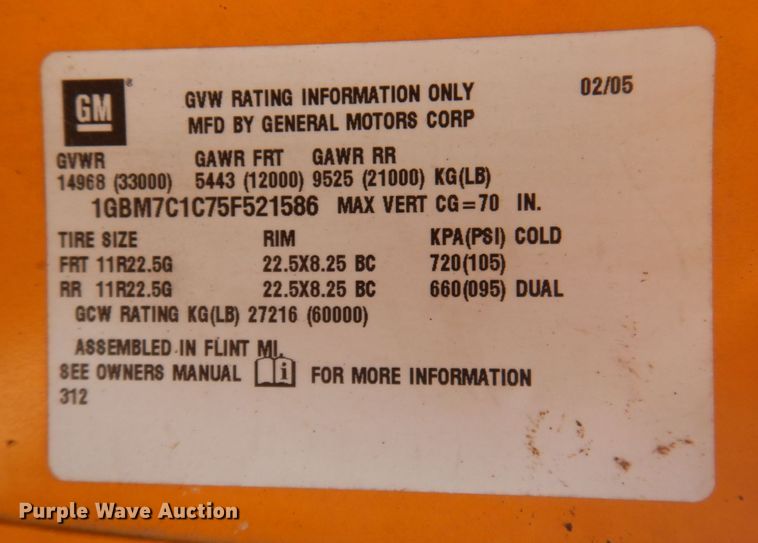 GM®
GVW RATING INFORMATION ONLY 02/05
MFD BY GENERAL MOTORS CORP
GVWR GAWR FRT GAWR RR
14968 (33000) 5443 (12000) 9525 (21000) KG(LB)
1GBM7C1C75F521586 MAX VERT CG=70 IN.
TIRE SIZE RIM KPA(PSI) COLD
FRT 11R22.5G 22.5X8.25 BC 720(105)
RR 11R22.5G 22.5X8.25 BC 660(095) DUAL
GCW RATING KG(LB) 27216 (60000)
ASSEMBLED IN FLINT MI.
SEE OWNERS MANUAL i FOR MORE INFORMATION
312
Purple Wave Auction